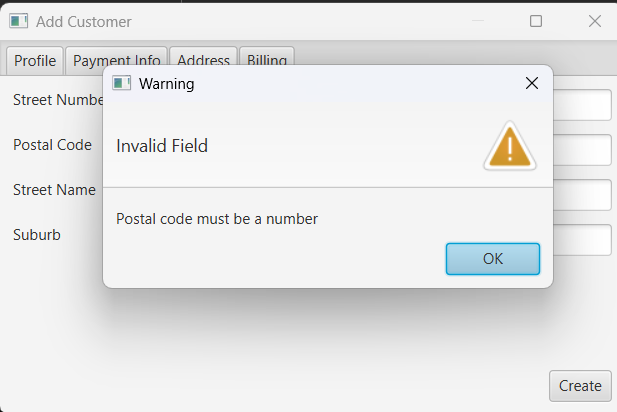 Add Customer
Profile Payment Info Address Billing
Warning
Street Numbe
Invalid Field
Postal Code
Street Name
Postal code must be a number
Suburb
OK
Create